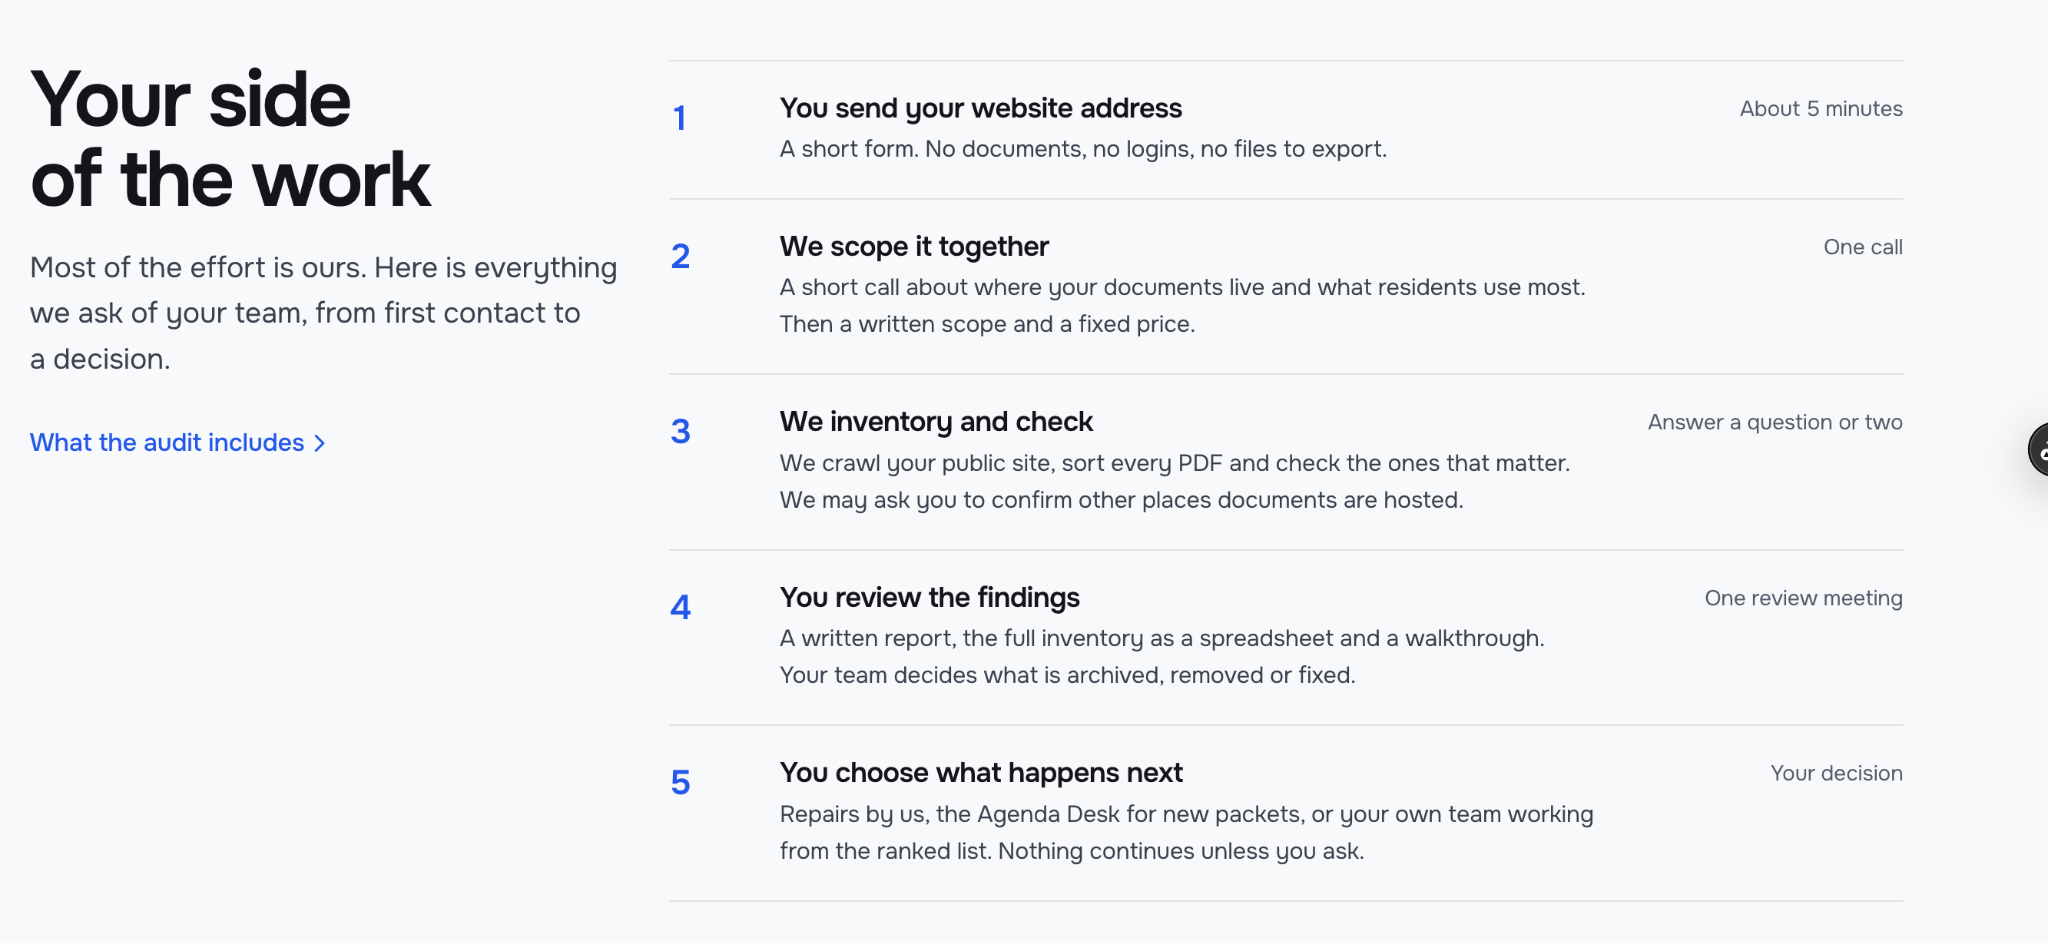 Your side
of the work
Most of the effort is ours. Here is everything
we ask of your team, from first contact to
a decision.
What the audit includes
1
You send your website address
About 5 minutes
A short form. No documents, no logins, no files to export.
2
We scope it together
One call
A short call about where your documents live and what residents use most.
Then a written scope and a fixed price.
3
We inventory and check
Answer a question or two
We crawl your public site, sort every PDF and check the ones that matter.
We may ask you to confirm other places documents are hosted.
4
You review the findings
One review meeting
A written report, the full inventory as a spreadsheet and a walkthrough.
Your team decides what is archived, removed or fixed.
5
You choose what happens next
Your decision
Repairs by us, the Agenda Desk for new packets, or your own team working
from the ranked list. Nothing continues unless you ask.